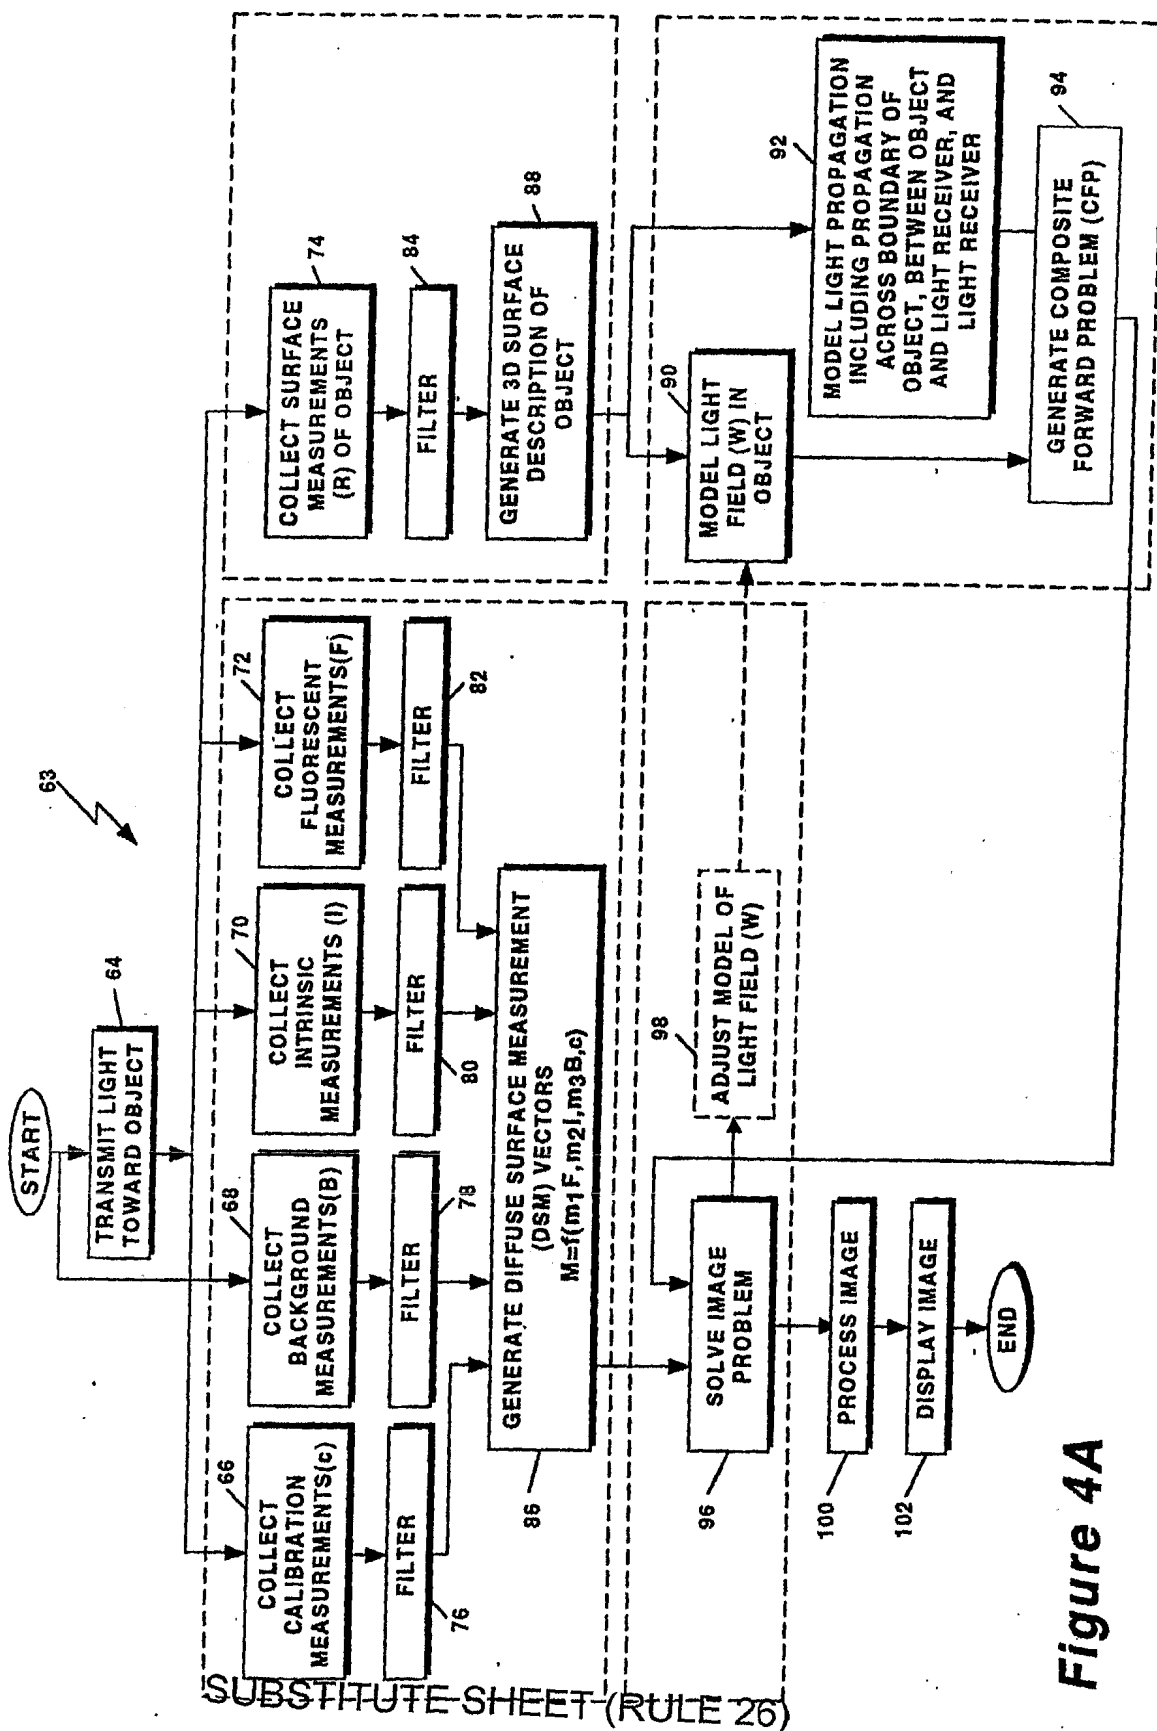 63
START
TRANSMIT LIGHT
TOWARD OBJECT
64
COLLECT
CALIBRATION
MEASUREMENTS(c)
66
COLLECT
BACKGROUND
MEASUREMENTS(B)
68
COLLECT
INTRINSIC
MEASUREMENTS (I)
70
COLLECT
FLUORESCENT
MEASUREMENTS(F)
72
COLLECT SURFACE
MEASUREMENTS
(R) OF OBJECT
74
FILTER
76
FILTER
78
FILTER
80
FILTER
82
FILTER
84
GENERATE DIFFUSE SURFACE MEASUREMENT
(DSM) VECTORS
M=f(m1F,m2I,m3B,c)
86
GENERATE 3D SURFACE
DESCRIPTION OF
OBJECT
88
MODEL LIGHT
FIELD (W) IN
OBJECT
90
MODEL LIGHT PROPAGATION
INCLUDING PROPAGATION
ACROSS BOUNDARY OF
OBJECT, BETWEEN OBJECT
AND LIGHT RECEIVER, AND
LIGHT RECEIVER
92
GENERATE COMPOSITE
FORWARD PROBLEM (CFP)
94
SOLVE IMAGE
PROBLEM
96
ADJUST MODEL OF
LIGHT FIELD (W)
98
PROCESS IMAGE
100
DISPLAY IMAGE
102
END
Figure 4A
SUBSTITUTE SHEET (RULE 26)